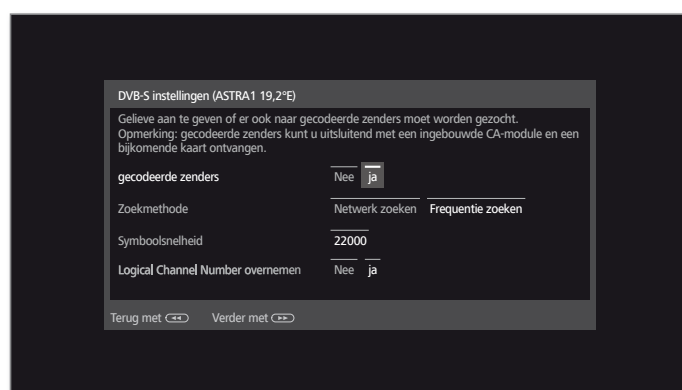 DVB-S instellingen (ASTRA1 19,2°E)
Gelieve aan te geven of er ook naar gecodeerde zenders moet worden gezocht.
Opmerking: gecodeerde zenders kunt u uitsluitend met een ingebouwde CA-module en een
bijkomende kaart ontvangen.
gecodeerde zenders Nee ja
Zoekmethode Netwerk zoeken Frequentie zoeken
Symboolsnelheid 22000
Logical Channel Number overnemen Nee ja
Terug met Verder met